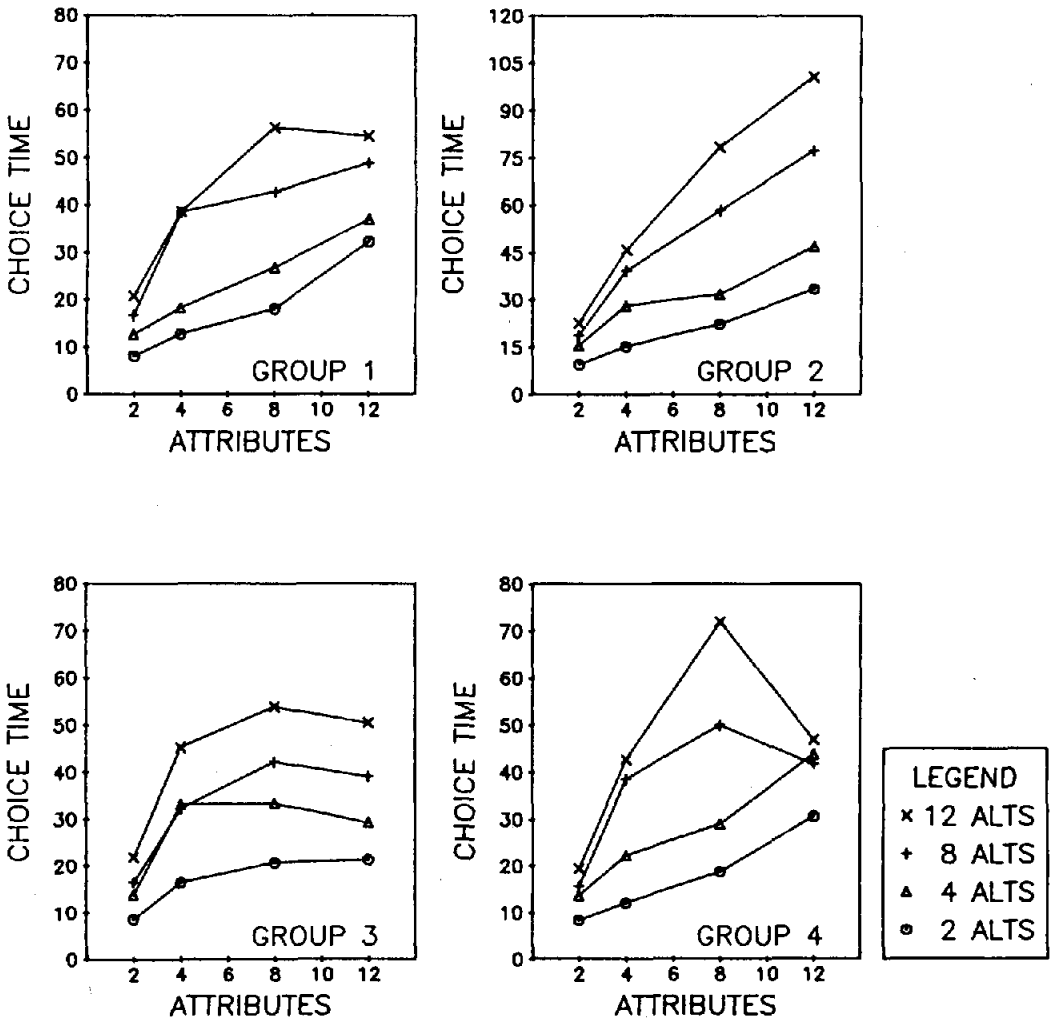 80
70
60
50
40
30
20
10
0
CHOICE TIME
GROUP 1
2 4 6 8 10 12
ATTRIBUTES
120
105
90
75
60
45
30
15
0
CHOICE TIME
GROUP 2
2 4 6 8 10 12
ATTRIBUTES
80
70
60
50
40
30
20
10
0
CHOICE TIME
GROUP 3
2 4 6 8 10 12
ATTRIBUTES
80
70
60
50
40
30
20
10
0
CHOICE TIME
GROUP 4
2 4 6 8 10 12
ATTRIBUTES
LEGEND
12 ALTS
8 ALTS
4 ALTS
2 ALTS